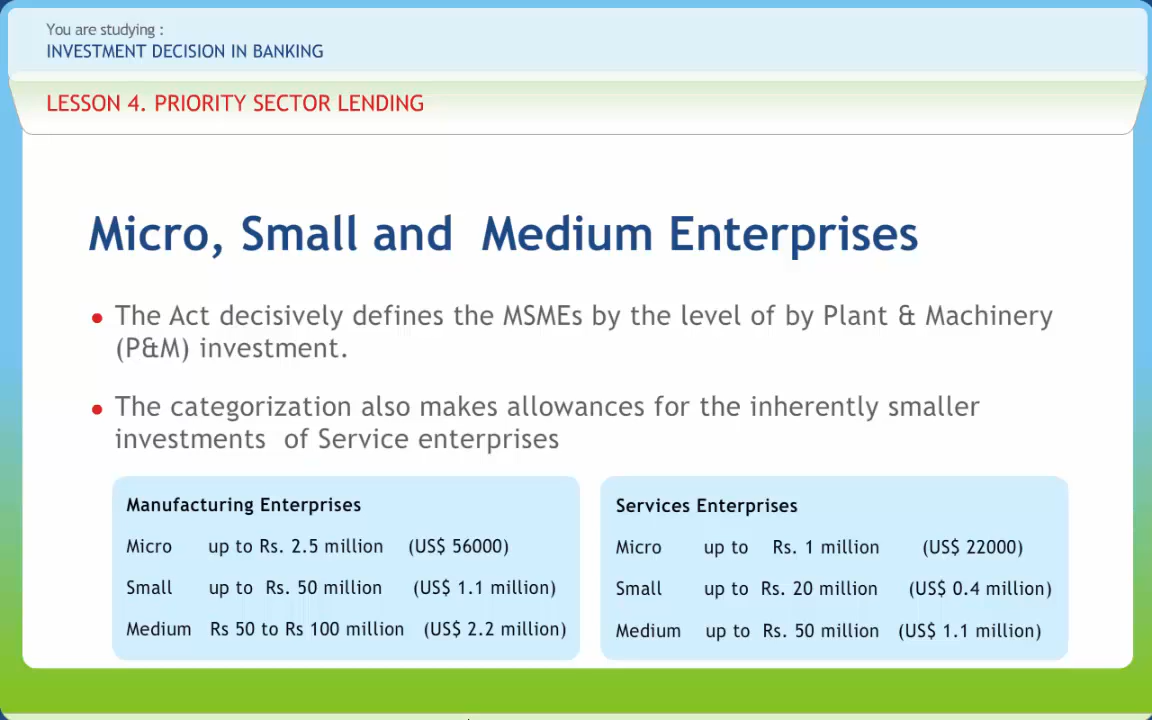 You are studying :
INVESTMENT DECISION IN BANKING
LESSON 4. PRIORITY SECTOR LENDING
Micro, Small and Medium Enterprises
• The Act decisively defines the MSMEs by the level of by Plant & Machinery
(P&M) investment.
• The categorization also makes allowances for the inherently smaller
investments of Service enterprises
Manufacturing Enterprises
Micro up to Rs. 2.5 million (US$ 56000)
Small up to Rs. 50 million (US$ 1.1 million)
Medium Rs 50 to Rs 100 million (US$ 2.2 million)
Services Enterprises
Micro up to Rs. 1 million (US$ 22000)
Small up to Rs. 20 million (US$ 0.4 million)
Medium up to Rs. 50 million (US$ 1.1 million)